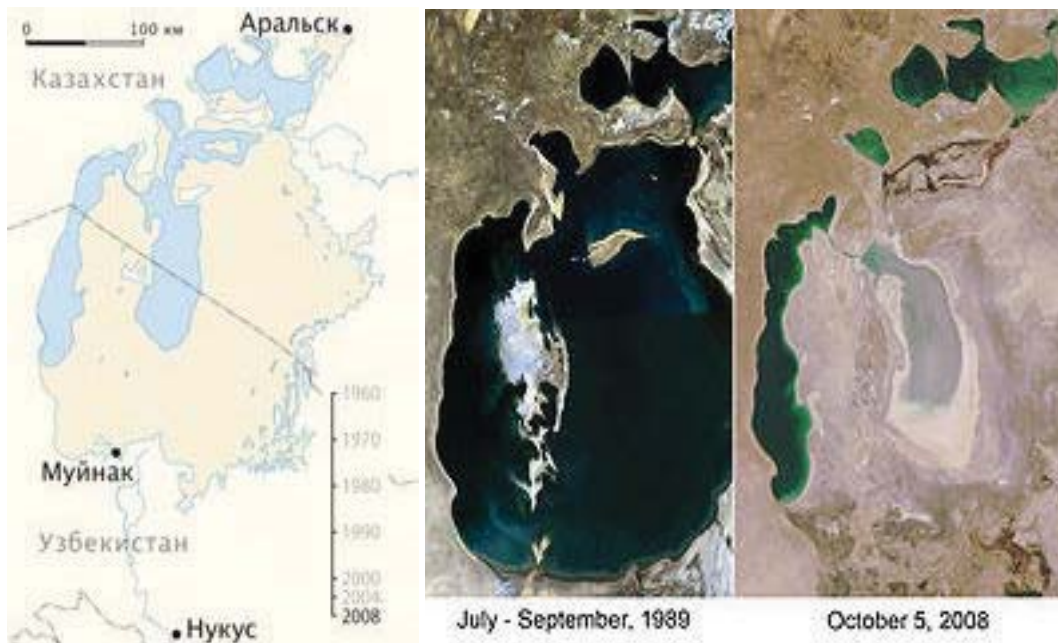 0 100 км
Аральск
Казахстан
Муйнак
Узбекистан
Нукус
1960
1970
1980
1990
2000
2004
2008
July - September, 1989
October 5, 2008